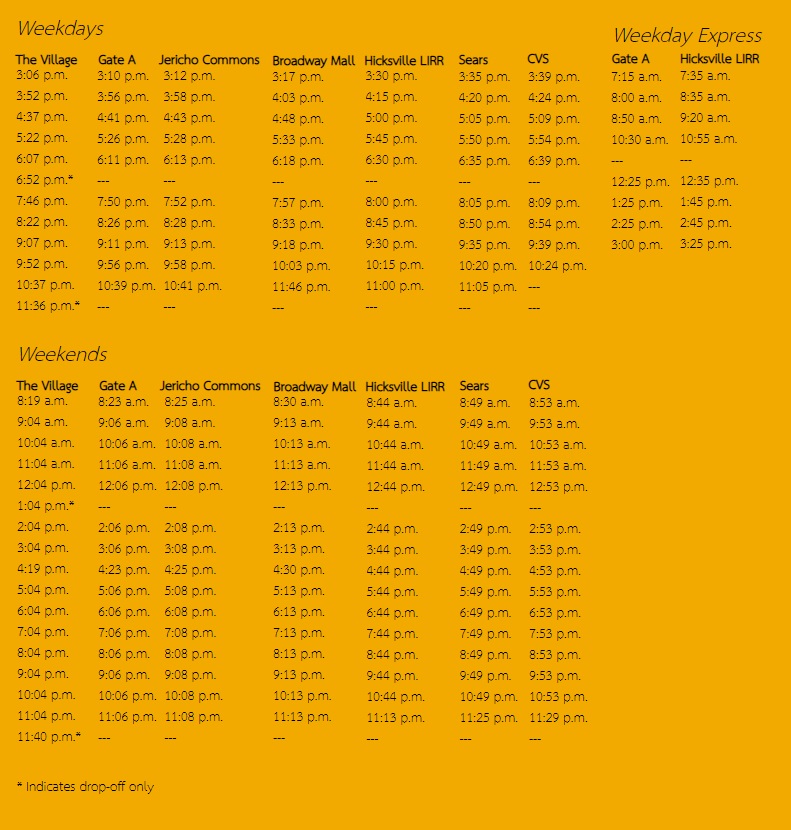 Weekdays
The Village Gate A Jericho Commons Broadway Mall Hicksville LIRR Sears CVS
3:06 p.m. 3:10 p.m. 3:12 p.m. 3:17 p.m. 3:30 p.m. 3:35 p.m. 3:39 p.m.
3:52 p.m. 3:56 p.m. 3:58 p.m. 4:03 p.m. 4:15 p.m. 4:20 p.m. 4:24 p.m.
4:37 p.m. 4:41 p.m. 4:43 p.m. 4:48 p.m. 5:00 p.m. 5:05 p.m. 5:09 p.m.
5:22 p.m. 5:26 p.m. 5:28 p.m. 5:33 p.m. 5:45 p.m. 5:50 p.m. 5:54 p.m.
6:07 p.m. 6:11 p.m. 6:13 p.m. 6:18 p.m. 6:30 p.m. 6:35 p.m. 6:39 p.m.
6:52 p.m.* --- --- --- --- --- ---
7:46 p.m. 7:50 p.m. 7:52 p.m. 7:57 p.m. 8:00 p.m. 8:05 p.m. 8:09 p.m.
8:22 p.m. 8:26 p.m. 8:28 p.m. 8:33 p.m. 8:45 p.m. 8:50 p.m. 8:54 p.m.
9:07 p.m. 9:11 p.m. 9:13 p.m. 9:18 p.m. 9:30 p.m. 9:35 p.m. 9:39 p.m.
9:52 p.m. 9:56 p.m. 9:58 p.m. 10:03 p.m. 10:15 p.m. 10:20 p.m. 10:24 p.m.
10:37 p.m. 10:39 p.m. 10:41 p.m. 11:46 p.m. 11:00 p.m. 11:05 p.m. ---
11:36 p.m.* --- --- --- --- --- ---
Weekday Express
Gate A Hicksville LIRR
7:15 a.m. 7:35 a.m.
8:00 a.m. 8:35 a.m.
8:50 a.m. 9:20 a.m.
10:30 a.m. 10:55 a.m.
--- ---
12:25 p.m. 12:35 p.m.
1:25 p.m. 1:45 p.m.
2:25 p.m. 2:45 p.m.
3:00 p.m. 3:25 p.m.
Weekends
The Village Gate A Jericho Commons Broadway Mall Hicksville LIRR Sears CVS
8:19 a.m. 8:23 a.m. 8:25 a.m. 8:30 a.m. 8:44 a.m. 8:49 a.m. 8:53 a.m.
9:04 a.m. 9:06 a.m. 9:08 a.m. 9:13 a.m. 9:44 a.m. 9:49 a.m. 9:53 a.m.
10:04 a.m. 10:06 a.m. 10:08 a.m. 10:13 a.m. 10:44 a.m. 10:49 a.m. 10:53 a.m.
11:04 a.m. 11:06 a.m. 11:08 a.m. 11:13 a.m. 11:44 a.m. 11:49 a.m. 11:53 a.m.
12:04 p.m. 12:06 p.m. 12:08 p.m. 12:13 p.m. 12:44 p.m. 12:49 p.m. 12:53 p.m.
1:04 p.m.* --- --- --- --- --- ---
2:04 p.m. 2:06 p.m. 2:08 p.m. 2:13 p.m. 2:44 p.m. 2:49 p.m. 2:53 p.m.
3:04 p.m. 3:06 p.m. 3:08 p.m. 3:13 p.m. 3:44 p.m. 3:49 p.m. 3:53 p.m.
4:19 p.m. 4:23 p.m. 4:25 p.m. 4:30 p.m. 4:44 p.m. 4:49 p.m. 4:53 p.m.
5:04 p.m. 5:06 p.m. 5:08 p.m. 5:13 p.m. 5:44 p.m. 5:49 p.m. 5:53 p.m.
6:04 p.m. 6:06 p.m. 6:08 p.m. 6:13 p.m. 6:44 p.m. 6:49 p.m. 6:53 p.m.
7:04 p.m. 7:06 p.m. 7:08 p.m. 7:13 p.m. 7:44 p.m. 7:49 p.m. 7:53 p.m.
8:04 p.m. 8:06 p.m. 8:08 p.m. 8:13 p.m. 8:44 p.m. 8:49 p.m. 8:53 p.m.
9:04 p.m. 9:06 p.m. 9:08 p.m. 9:13 p.m. 9:44 p.m. 9:49 p.m. 9:53 p.m.
10:04 p.m. 10:06 p.m. 10:08 p.m. 10:13 p.m. 10:44 p.m. 10:49 p.m. 10:53 p.m.
11:04 p.m. 11:06 p.m. 11:08 p.m. 11:13 p.m. 11:13 p.m. 11:25 p.m. 11:29 p.m.
11:40 p.m.* --- --- --- --- --- ---
* Indicates drop-off only